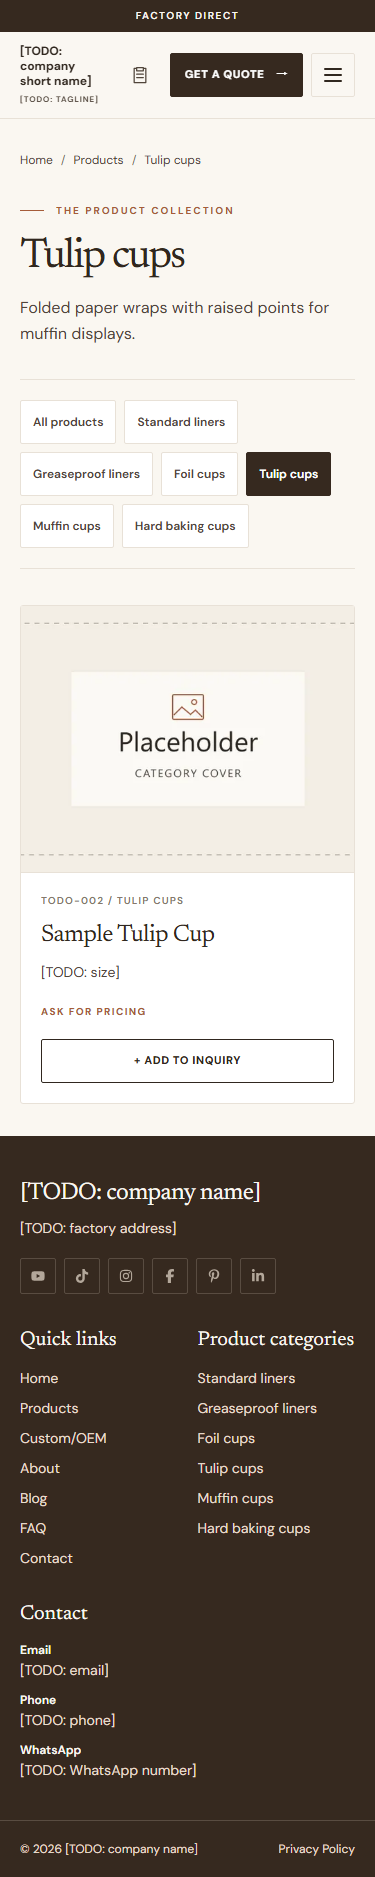 FACTORY DIRECT
[TODO:
company
short name]
[TODO: TAGLINE]
GET A QUOTE →
Home / Products / Tulip cups
THE PRODUCT COLLECTION
Tulip cups
Folded paper wraps with raised points for
muffin displays.
All products
Standard liners
Greaseproof liners
Foil cups
Tulip cups
Muffin cups
Hard baking cups
Placeholder
CATEGORY COVER
TODO-002 / TULIP CUPS
Sample Tulip Cup
[TODO: size]
ASK FOR PRICING
+ ADD TO INQUIRY
[TODO: company name]
[TODO: factory address]
Quick links
Home
Products
Custom/OEM
About
Blog
FAQ
Contact
Product categories
Standard liners
Greaseproof liners
Foil cups
Tulip cups
Muffin cups
Hard baking cups
Contact
Email
[TODO: email]
Phone
[TODO: phone]
WhatsApp
[TODO: WhatsApp number]
© 2026 [TODO: company name]
Privacy Policy